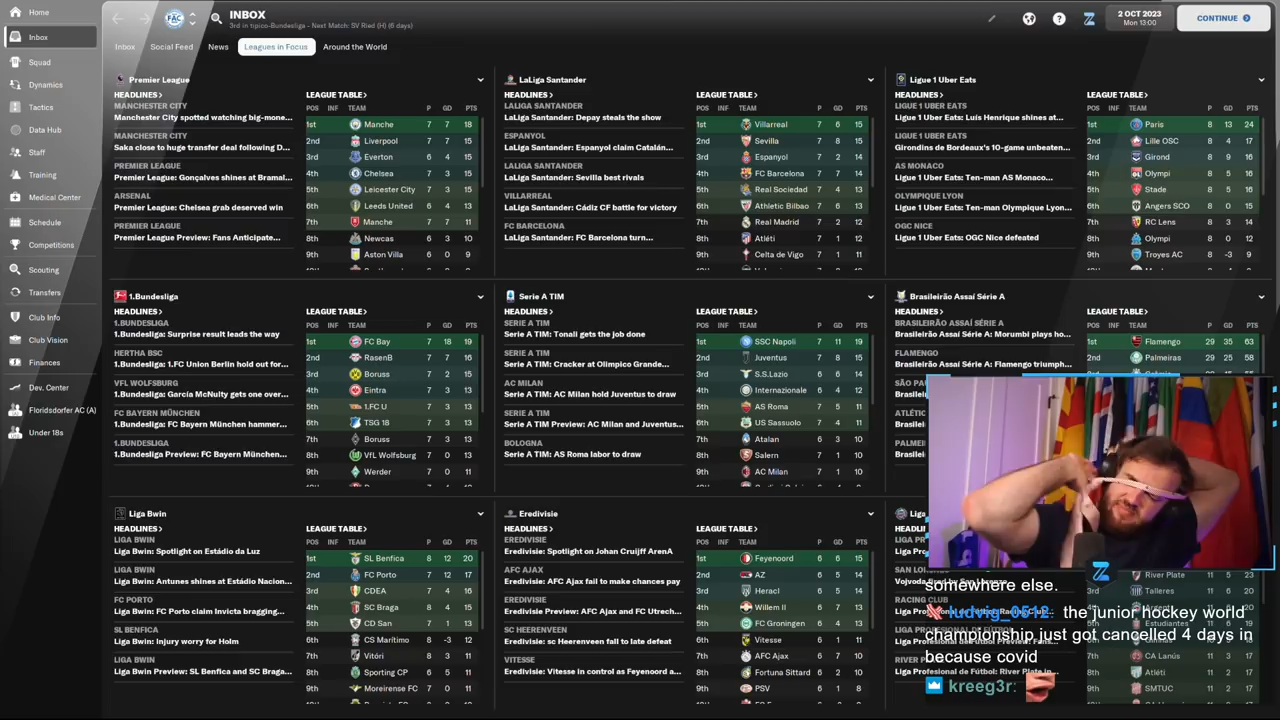 Home
Inbox
Squad
Dynamics
Tactics
Data Hub
Staff
Training
Medical Center
Schedule
Competitions
Scouting
Transfers
Club Info
Club Vision
Finances
Dev. Center
Floridsdorfer AC (A)
Under 18s
FAC
INBOX
3rd in tipico-Bundesliga - Next Match: SV Ried (H) (6 days)
2 OCT 2023
Mon 13:00
CONTINUE
Inbox Social Feed News Leagues in Focus Around the World
Premier League
HEADLINES>
MANCHESTER CITY
Manchester City spotted watching big-mone...
MANCHESTER CITY
Saka close to huge transfer deal following D...
PREMIER LEAGUE
Premier League: Gonçalves shines at Bramal...
ARSENAL
Premier League: Chelsea grab deserved win
PREMIER LEAGUE
Premier League Preview: Fans Anticipate...
LEAGUE TABLE>
POS INF TEAM P GD PTS
1st Manche 7 7 18
2nd Liverpool 7 7 15
3rd Everton 6 4 15
4th Chelsea 7 3 15
5th Leicester City 7 3 15
6th Leeds United 6 4 13
7th Manche 7 7 11
8th Newcas 6 3 10
9th Aston Villa 6 0 9
LaLiga Santander
HEADLINES>
LALIGA SANTANDER
LaLiga Santander: Depay steals the show
ESPANYOL
LaLiga Santander: Espanyol claim Catalán...
LALIGA SANTANDER
LaLiga Santander: Sevilla best rivals
VILLARREAL
LaLiga Santander: Cádiz CF battle for victory
FC BARCELONA
LaLiga Santander: FC Barcelona turn...
LEAGUE TABLE>
POS INF TEAM P GD PTS
1st Villarreal 7 6 15
2nd Sevilla 7 8 15
3rd Espanyol 7 2 14
4th FC Barcelona 7 7 13
5th Real Sociedad 7 4 13
6th Athletic Bilbao 7 6 13
7th Real Madrid 7 2 13
8th Atléti 7 1 12
9th Celta de Vigo 7 1 11
Ligue 1 Uber Eats
HEADLINES>
LIGUE 1 UBER EATS
Ligue 1 Uber Eats: Luís Henrique shines at...
LIGUE 1 UBER EATS
Girondins de Bordeaux's 10-game unbeaten...
AS MONACO
Ligue 1 Uber Eats: Ten-man AS Monaco...
OLYMPIQUE LYON
Ligue 1 Uber Eats: Ten-man Olympique Lyon...
OGC NICE
Ligue 1 Uber Eats: OGC Nice defeated
LEAGUE TABLE>
POS INF TEAM P GD PTS
1st Paris 8 13 24
2nd Lille OSC 8 4 17
3rd Girond 8 9 16
4th Olympi 8 5 16
5th Stade 8 5 16
6th Angers SCO 8 0 15
7th RC Lens 8 3 14
8th Olympi 8 0 12
9th Troyes AC 8 -3 9
1.Bundesliga
HEADLINES>
1.BUNDESLIGA
1.Bundesliga: Surprise result leads the way
HERTHA BSC
1.Bundesliga: 1.FC Union Berlin hold out for...
VFL WOLFSBURG
1.Bundesliga: García McNulty gets one over...
FC BAYERN MÜNCHEN
1.Bundesliga: FC Bayern München hammer...
1.BUNDESLIGA
1.Bundesliga Preview: FC Bayern München...
LEAGUE TABLE>
POS INF TEAM P GD PTS
1st FC Bay 7 18 19
2nd RasenB 7 7 16
3rd Boruss 7 2 15
4th Eintra 7 3 13
5th 1.FC U 7 3 13
6th TSG 18 7 3 13
7th Boruss 7 3 13
8th VfL Wolfsburg 7 0 13
9th Werder 7 0 11
Serie A TIM
HEADLINES>
SERIE A TIM
Serie A TIM: Tonali gets the job done
SERIE A TIM
Serie A TIM: Cracker at Olimpico Grande...
AC MILAN
Serie A TIM: AC Milan hold Juventus to draw
SERIE A TIM
Serie A TIM Preview: AC Milan and Juventus...
BOLOGNA
Serie A TIM: AS Roma labor to draw
LEAGUE TABLE>
POS INF TEAM P GD PTS
1st SSC Napoli 7 11 19
2nd Juventus 7 7 15
3rd S.S.Lazio 7 4 14
4th Internazionale 6 4 12
5th AS Roma 7 5 11
6th US Sassuolo 7 4 11
7th Atalan 6 3 10
8th Salern 7 1 10
9th AC Milan 7 1 10
Brasileirão Assaí Série A
HEADLINES>
BRASILEIRÃO ASSAÍ SÉRIE A
Brasileirão Assaí Série A: Morumbi plays ho...
FLAMENGO
Brasileirão Assaí Série A: Flamengo triumph...
SÃO PA
Brasilei
ATLÉTIC
Brasilei
PALMEI
Brasilei
LEAGUE TABLE>
POS INF TEAM P GD PTS
1st Flamengo 29 35 63
2nd Palmeiras 29 25 58
Liga Bwin
HEADLINES>
LIGA BWIN
Liga Bwin: Spotlight on Estádio da Luz
LIGA BWIN
Liga Bwin: Antunes shines at Estádio Nacion...
FC PORTO
Liga Bwin: FC Porto claim Invicta bragging...
SL BENFICA
Liga Bwin: Injury worry for Holm
LIGA BWIN
Liga Bwin Preview: SL Benfica and SC Braga...
LEAGUE TABLE>
POS INF TEAM P GD PTS
1st SL Benfica 8 12 20
2nd FC Porto 7 12 17
3rd CDEA 7 4 16
4th SC Braga 8 7 14
5th CD San 7 1 13
6th CS Marítimo 8 -3 12
7th Vitóri 8 3 11
8th Sporting CP 6 5 11
9th Moreirense FC 7 0 11
Eredivisie
HEADLINES>
EREDIVISIE
Eredivisie: Spotlight on Johan Cruijff ArenA
AFC AJAX
Eredivisie: AFC Ajax fail to make chances pay
EREDIVISIE
Eredivisie Preview: AFC Ajax and FC Utrech...
SC HEERENVEEN
Eredivisie: sc Heerenveen fall to late defeat
VITESSE
Eredivisie: Vitesse in control as Feyenoord a...
LEAGUE TABLE>
POS INF TEAM P GD PTS
1st Feyenoord 6 6 15
2nd AZ 6 5 13
3rd Heracl 6 5 13
4th Willem II 6 7 13
5th FC Groningen 6 4 13
6th Vitesse 6 1 11
7th AFC Ajax 6 2 10
8th Fortuna Sittard 6 2 10
9th PSV 6 1 8
Liga
River Plate 11 6 23
Talleres 11 5 21
CA Lanús 11 3 17
Atléti 11 2 17
9th SMTUC 11 2 17
somewhere else.
ludvig_0512: the junior hockey world
championship just got cancelled 4 days in
because covid
kreeg3r: